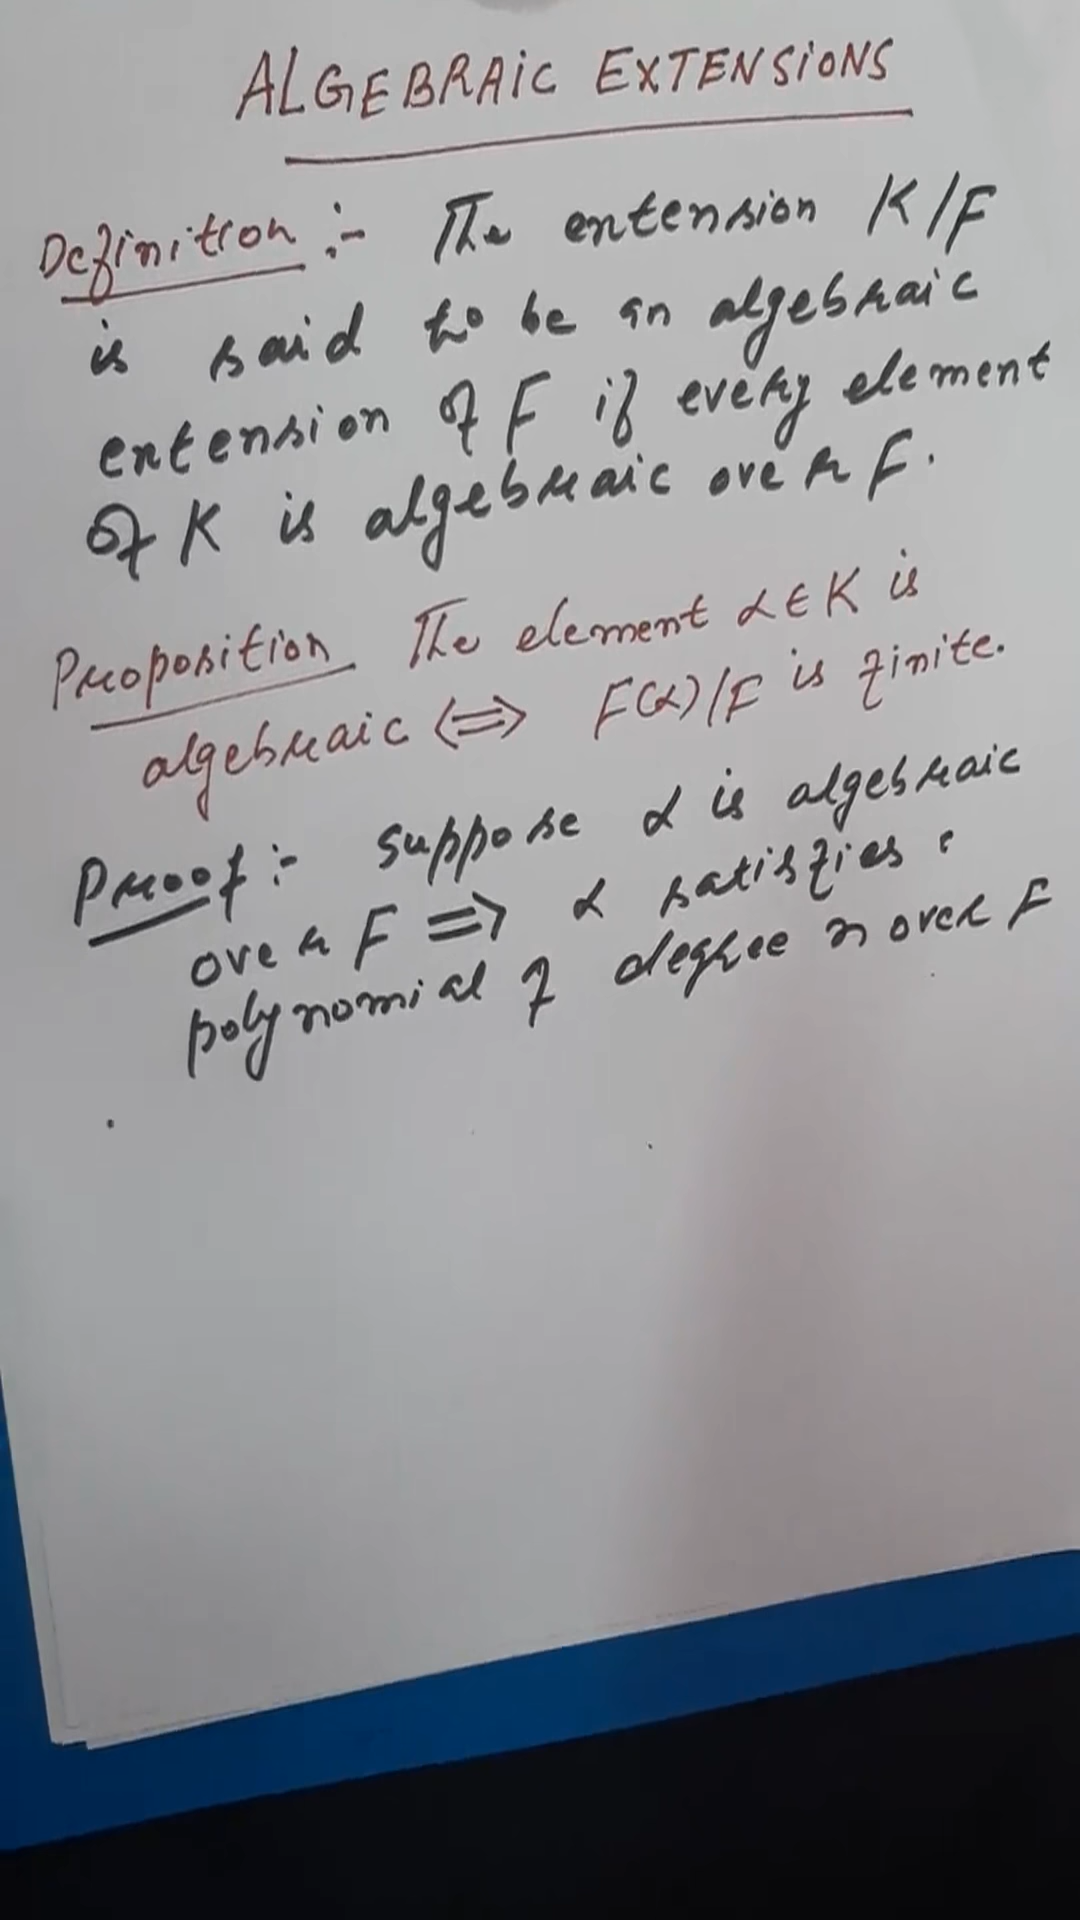 ALGEBRAIC EXTENSIONS
Definition :- The extension K/F
is said to be an algebraic
extension of F if every element
of K is algebraic over F.
Proposition The element α∈K is
algebraic ⟺ F(α)/F is finite.
Proof :- suppose α is algebraic
over F ⟹ α satisfies
polynomial of degree n over F